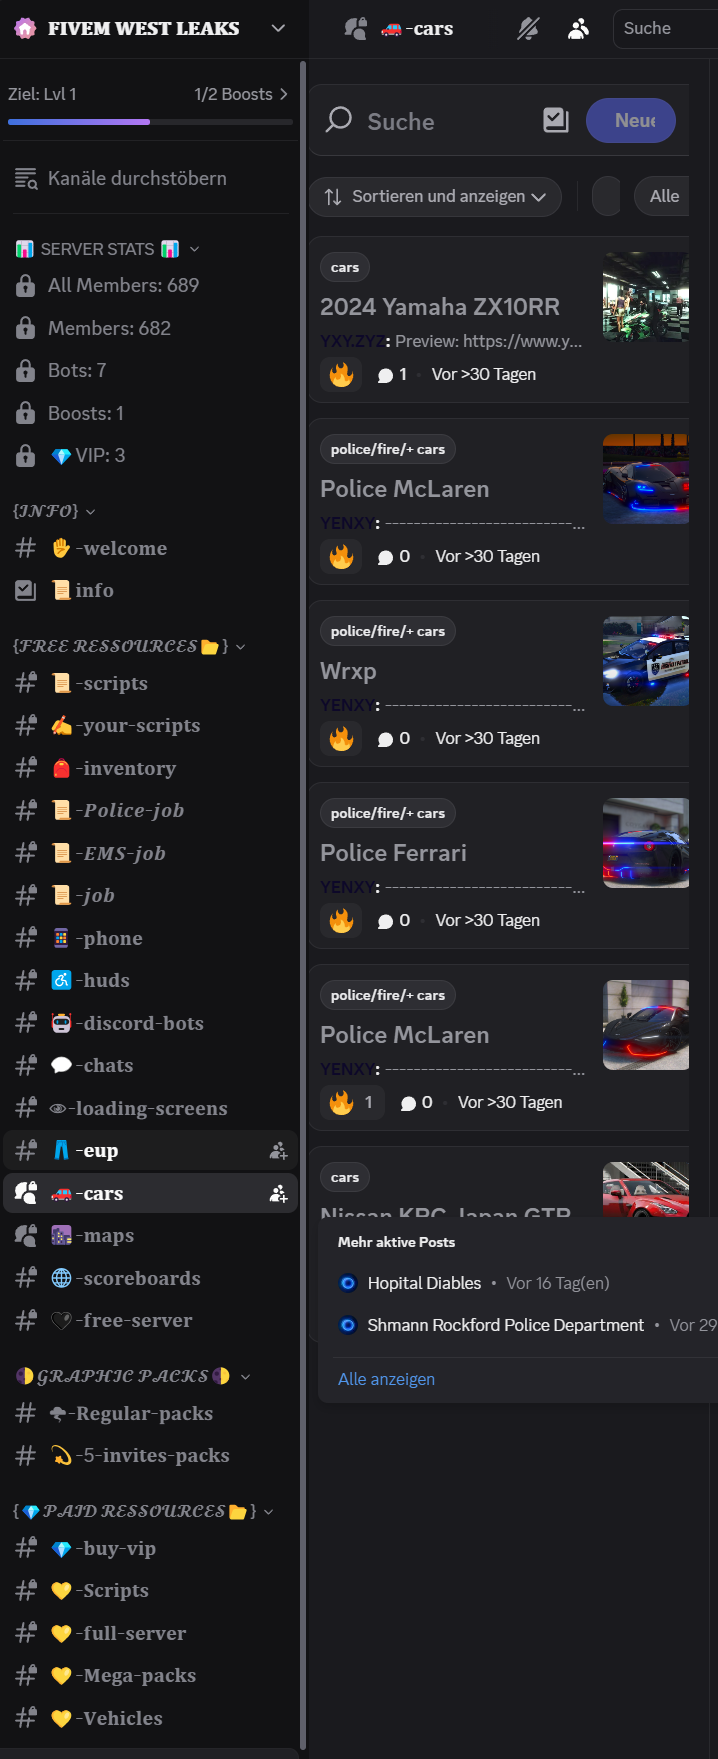 FIVEM WEST LEAKS
Ziel: Lvl 1
1/2 Boosts
Kanäle durchstöbern
SERVER STATS
All Members: 689
Members: 682
Bots: 7
Boosts: 1
💎 VIP: 3
{INFO}
✋-welcome
📜info
{FREE RESSOURCES📂}
📜-scripts
✍-your-scripts
🎒-inventory
📜-Police-job
📜-EMS-job
📜-job
📱-phone
♿-huds
🤖-discord-bots
💬-chats
👁-loading-screens
👖-eup
🚗-cars
🌆-maps
🌐-scoreboards
🖤-free-server
🌗GRAPHIC PACKS🌓
🌪-Regular-packs
💫-5-invites-packs
{💎PAID RESSOURCES📂}
💎-buy-vip
💛-Scripts
💛-full-server
💛-Mega-packs
💛-Vehicles
🚗-cars
Suche
Suche
Neue
Sortieren und anzeigen
Alle
cars
2024 Yamaha ZX10RR
YXY.ZYZ: Preview: https://www.y...
🔥 1 • Vor >30 Tagen
police/fire/+ cars
Police McLaren
YENXY: --------------------------...
🔥 0 • Vor >30 Tagen
police/fire/+ cars
Wrxp
YENXY: --------------------------...
🔥 0 • Vor >30 Tagen
police/fire/+ cars
Police Ferrari
YENXY: --------------------------...
🔥 0 • Vor >30 Tagen
police/fire/+ cars
Police McLaren
YENXY: --------------------------...
🔥 1 0 • Vor >30 Tagen
cars
Nissan KRC Japan GTR
Mehr aktive Posts
Hopital Diables • Vor 16 Tag(en)
Shmann Rockford Police Department • Vor 29
Alle anzeigen